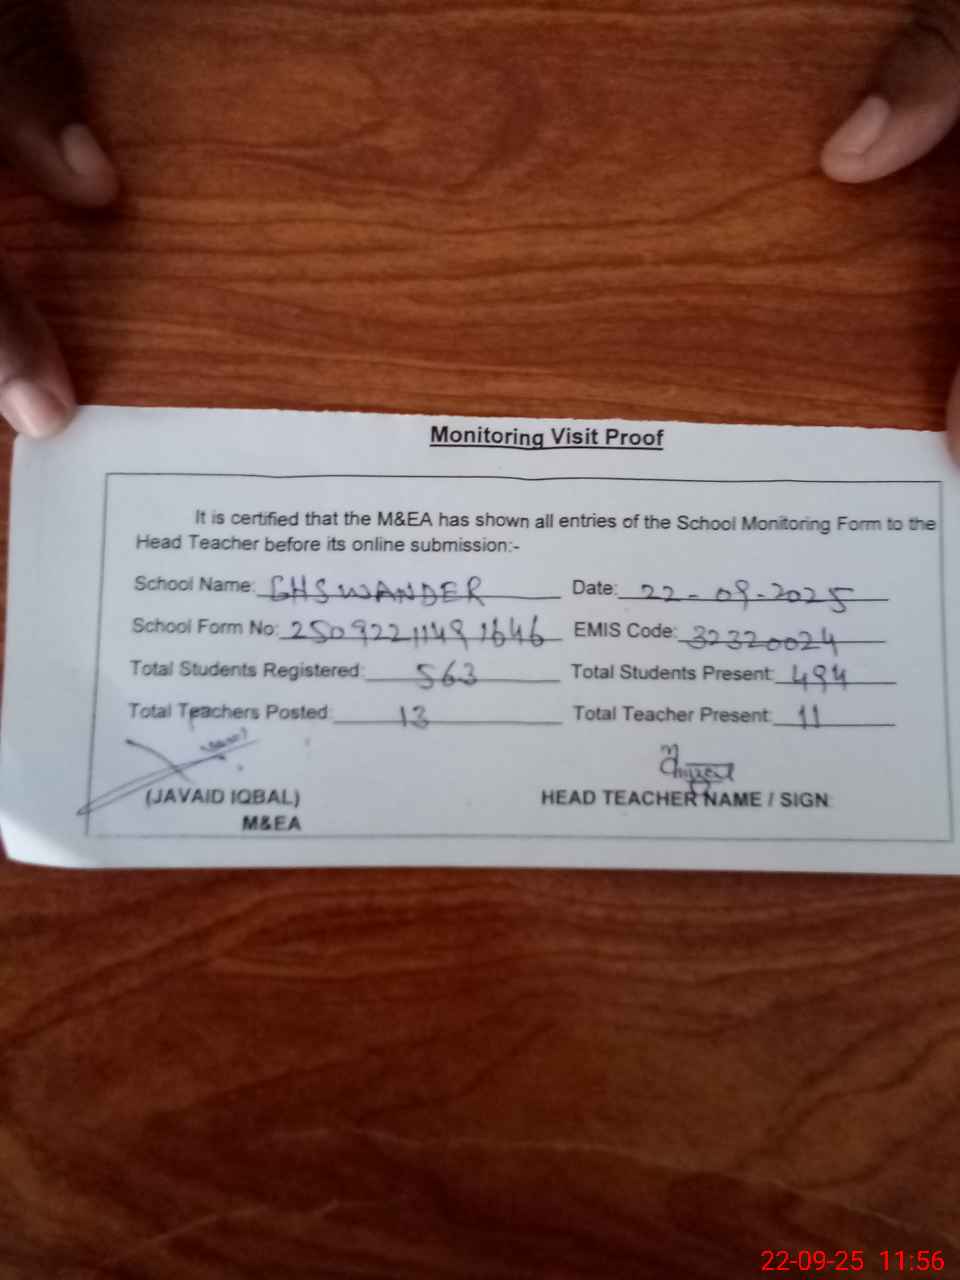 Monitoring Visit Proof
It is certified that the M&EA has shown all entries of the School Monitoring Form to the
Head Teacher before its online submission:-
School Name: GHS WANDER Date: 22-09-2025
School Form No: 25092211491646 EMIS Code: 32320024
Total Students Registered: 563 Total Students Present: 494
Total Teachers Posted: 13 Total Teacher Present: 11
(JAVAID IQBAL) HEAD TEACHER NAME / SIGN:
M&EA
22-09-25 11:56